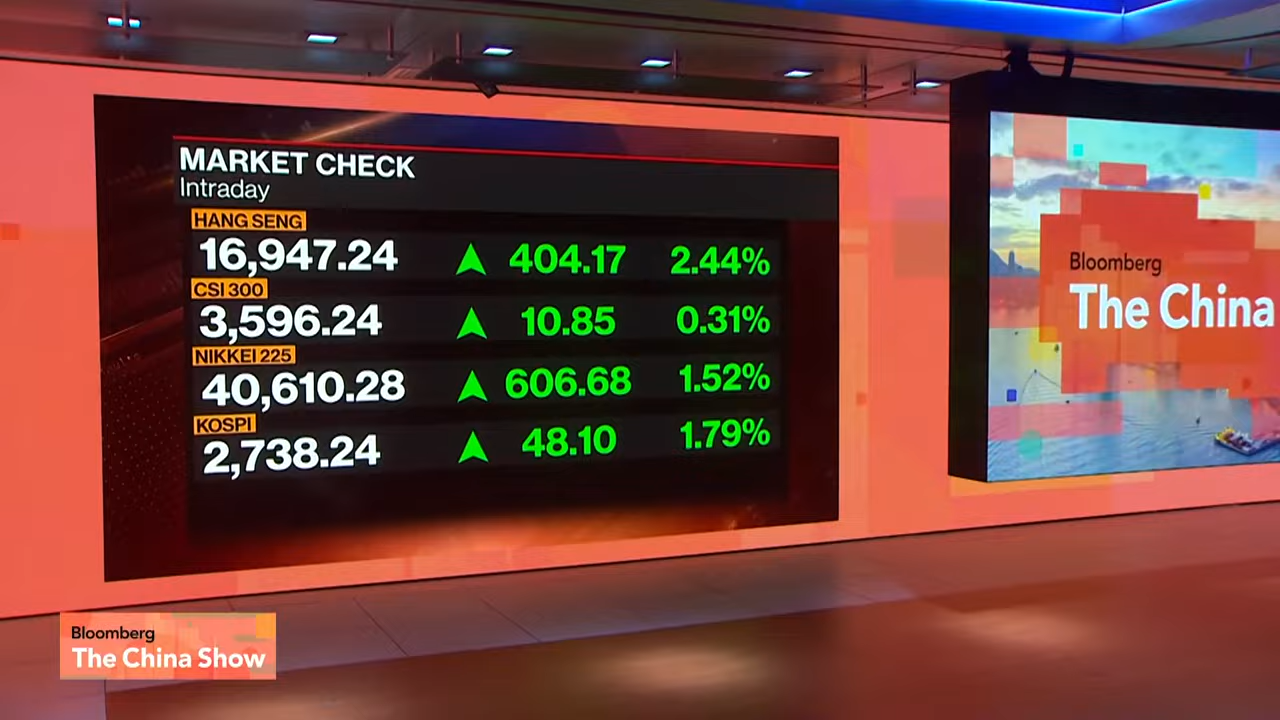 MARKET CHECK
Intraday
HANG SENG
16,947.24 ▲ 404.17 2.44%
CSI 300
3,596.24 ▲ 10.85 0.31%
NIKKEI 225
40,610.28 ▲ 606.68 1.52%
KOSPI
2,738.24 ▲ 48.10 1.79%
Bloomberg
The China
Bloomberg
The China Show